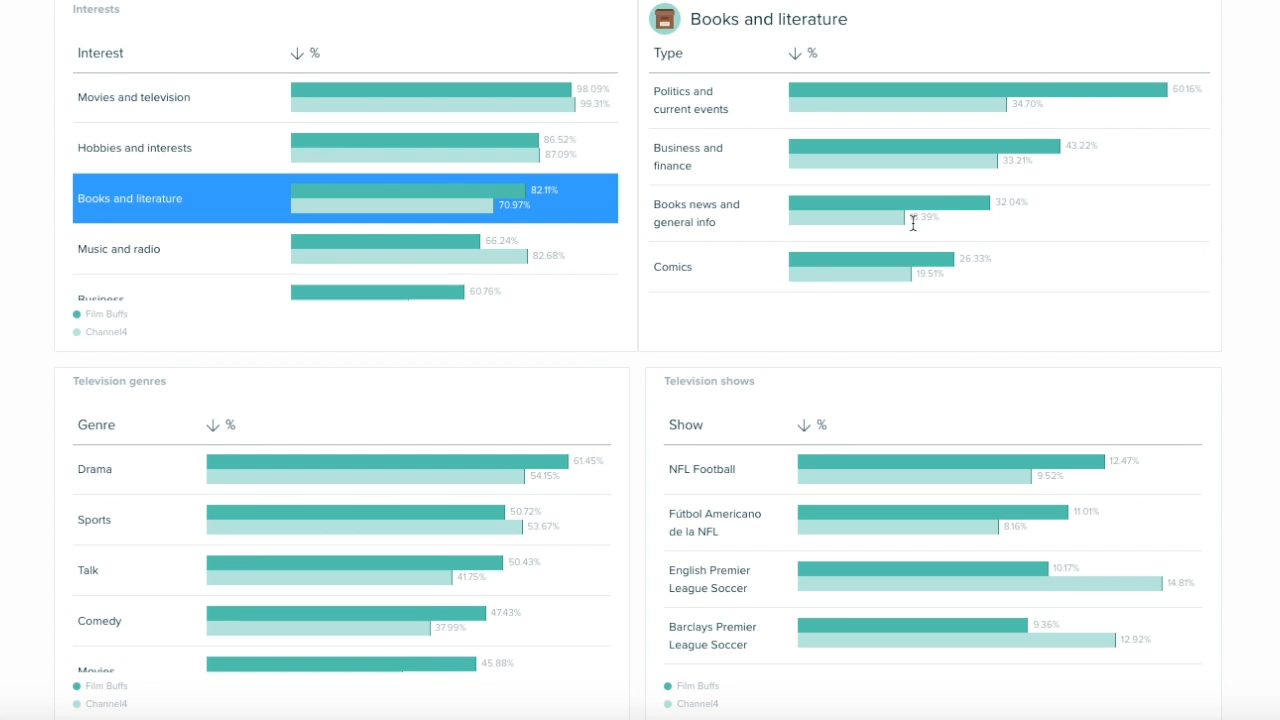 Interests
Interest
%
Movies and television
98.09%
99.31%
Hobbies and interests
86.52%
87.09%
Books and literature
82.11%
70.97%
Music and radio
66.24%
82.68%
Business
60.76%
Film Buffs
Channel4
Books and literature
Type
%
Politics and
current events
60.16%
34.70%
Business and
finance
43.22%
33.21%
Books news and
general info
32.04%
Comics
26.33%
19.51%
Television genres
Genre
%
Drama
61.45%
54.15%
Sports
50.72%
53.67%
Talk
50.43%
41.75%
Comedy
47.43%
37.99%
Movies
45.88%
Film Buffs
Channel4
Television shows
Show
%
NFL Football
12.47%
9.52%
Fútbol Americano
de la NFL
11.01%
8.16%
English Premier
League Soccer
10.17%
14.81%
Barclays Premier
League Soccer
9.36%
12.92%
Film Buffs
Channel4